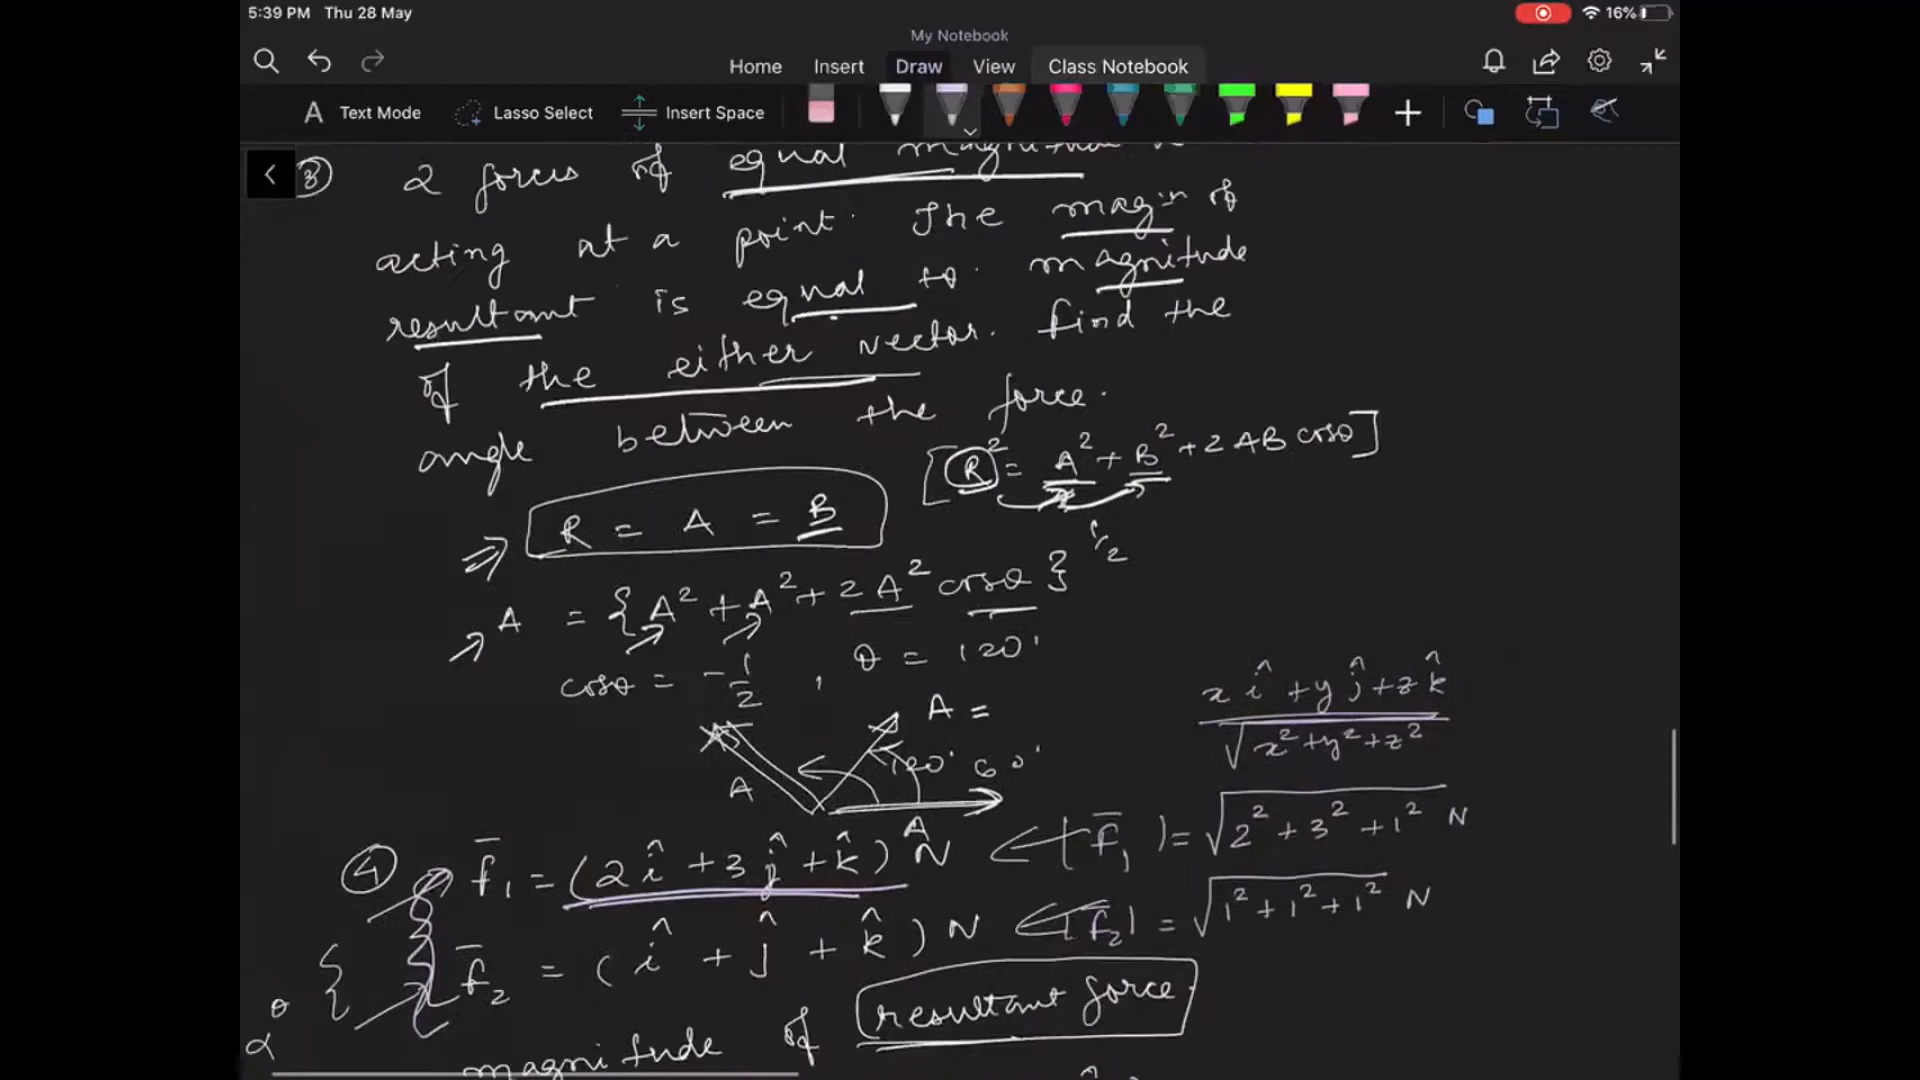 5:39 PM Thu 28 May
16%
My Notebook
Home Insert Draw View Class Notebook
A Text Mode Lasso Select Insert Space
③ 2 forces of equal magnitude
acting at a point. The magn of
resultant is equal to magnitude
of the either vector. find the
angle between the force.
[R² = A² + B² + 2AB cosθ]
⇒ R = A = B
A = {A² + A² + 2A² cosθ}^1/2
cosθ = -1/2 , θ = 120°
A =
A 120° 60°
A
xî + yĵ + zk̂
√x²+y²+z²
④ f̄₁ = (2î + 3ĵ + k̂) N |f̄₁| = √2² + 3² + 1² N
f̄₂ = (î + ĵ + k̂) N |f̄₂| = √1² + 1² + 1² N
θ
α
magnitude of resultant force